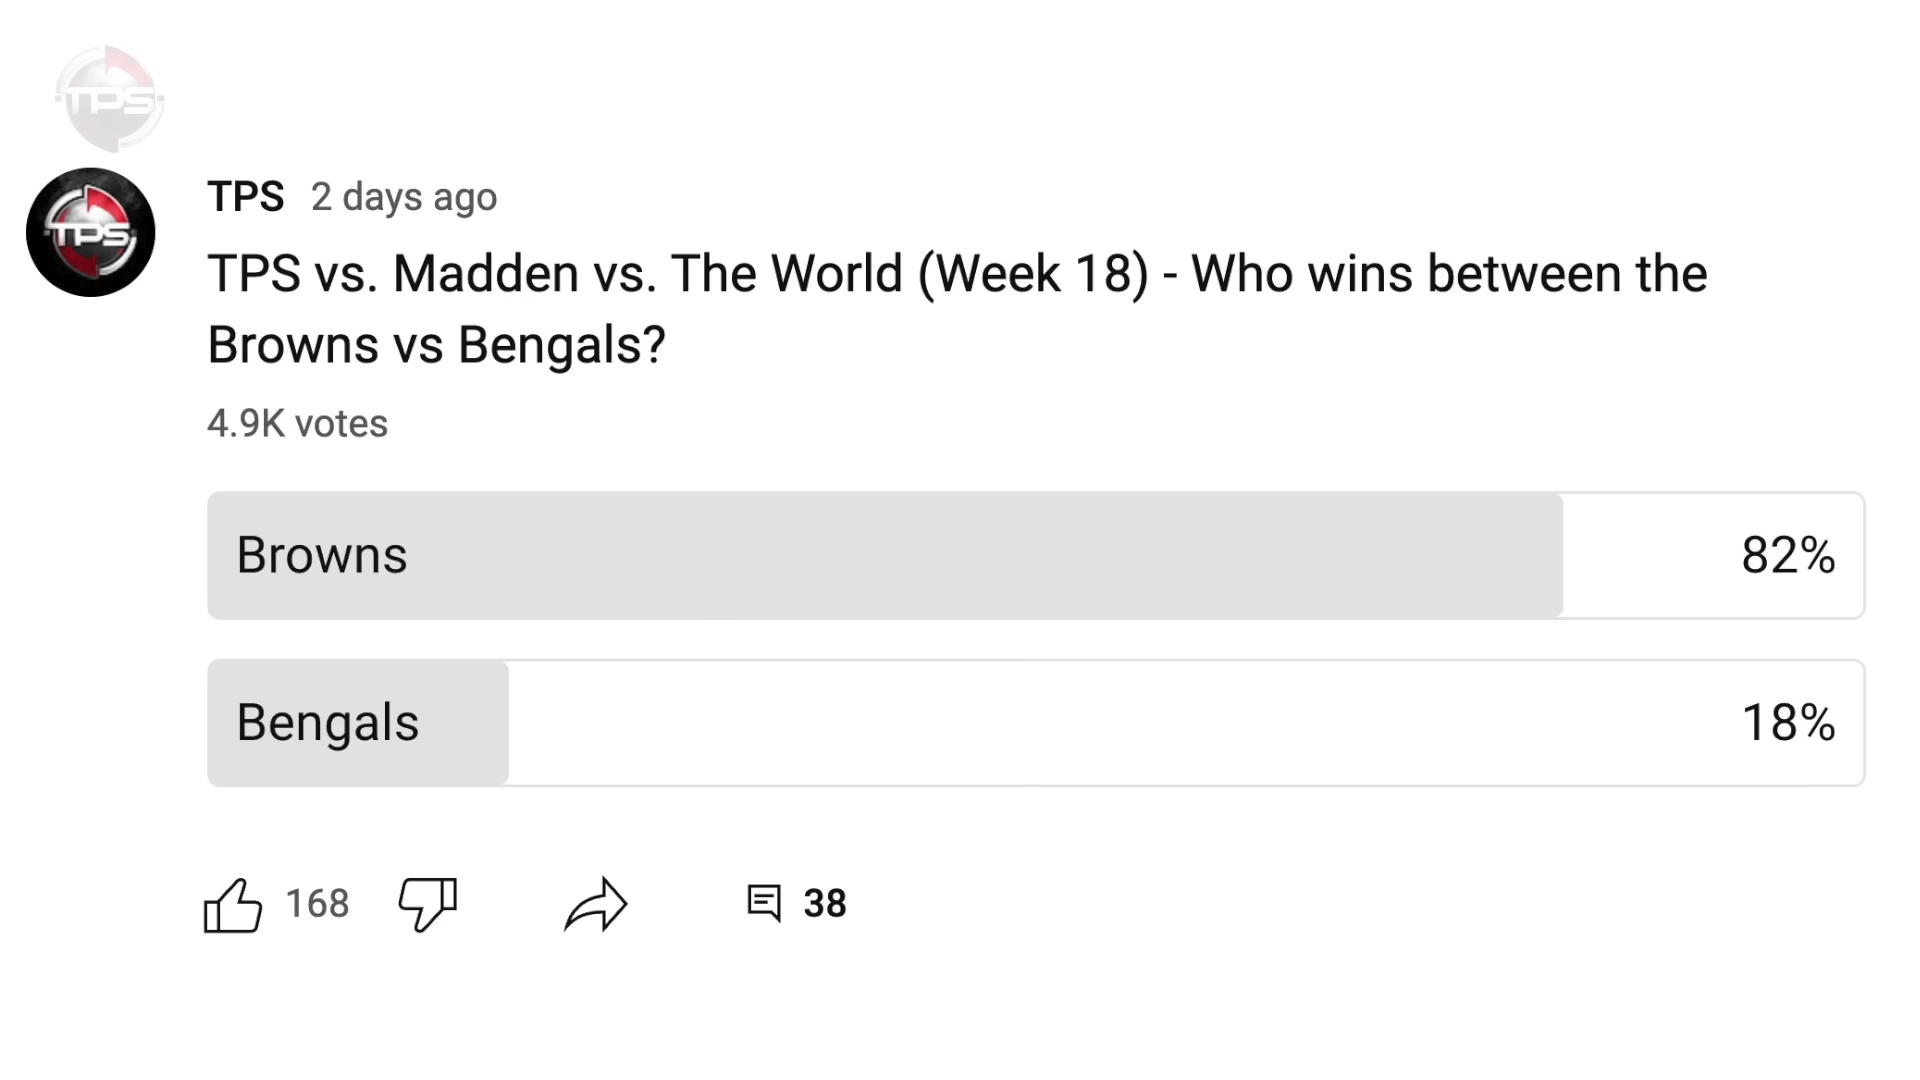 TPS
TPS 2 days ago
TPS
TPS vs. Madden vs. The World (Week 18) - Who wins between the
Browns vs Bengals?
4.9K votes
Browns 82%
Bengals 18%
168 38